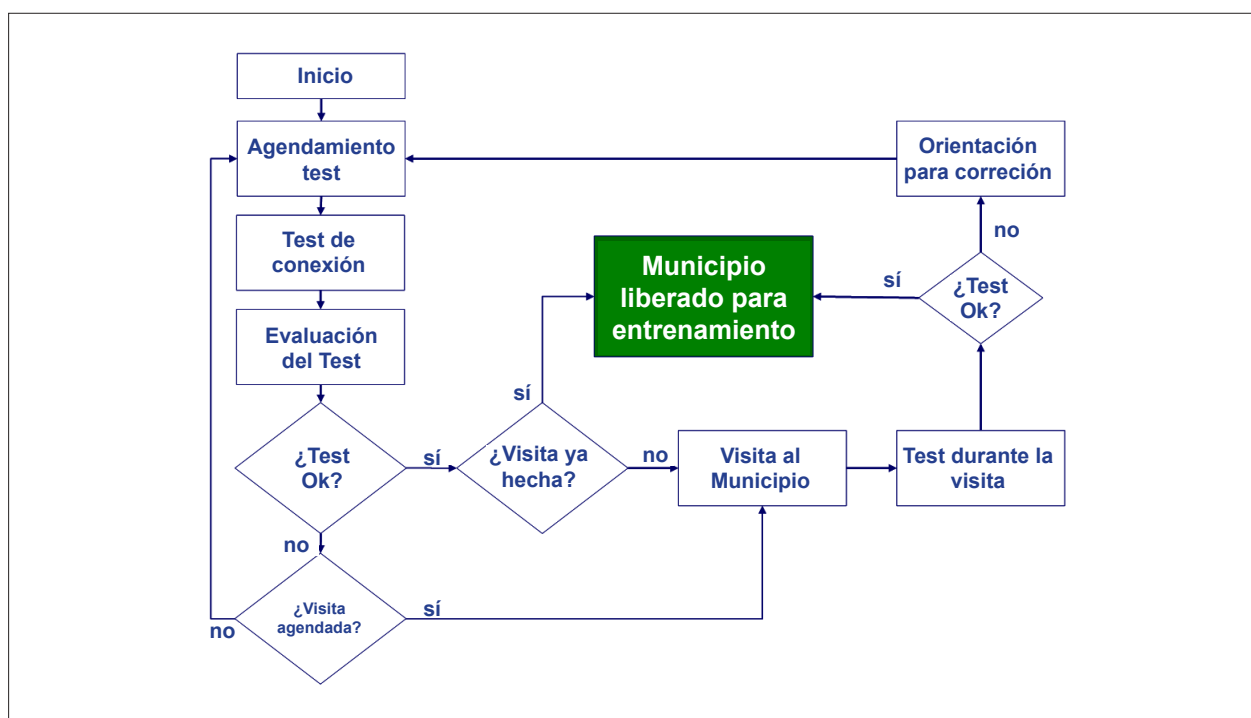 Inicio
Agendamiento
test
Orientación
para correción
Test de
conexión
no
Municipio
liberado para
entrenamiento
sí
¿Test
Ok?
Evaluación
del Test
sí
¿Test
Ok?
sí
¿Visita ya
hecha?
no
Visita al
Municipio
Test durante la
visita
no
¿Visita
agendada?
sí
no